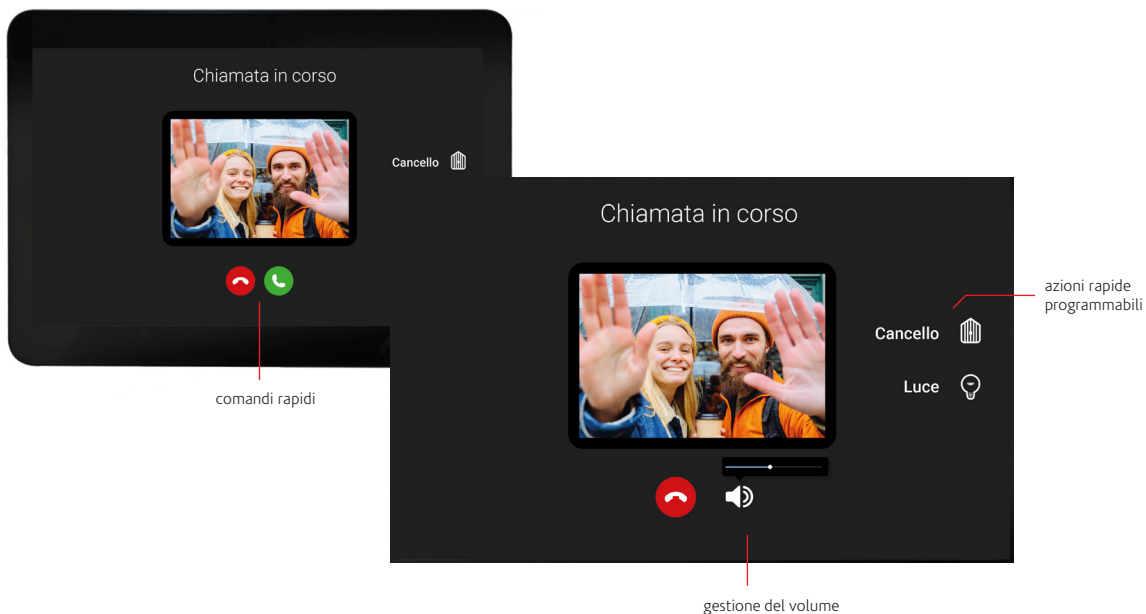 Chiamata in corso
Cancello
comandi rapidi
Chiamata in corso
azioni rapide
programmabili
Cancello
Luce
gestione del volume